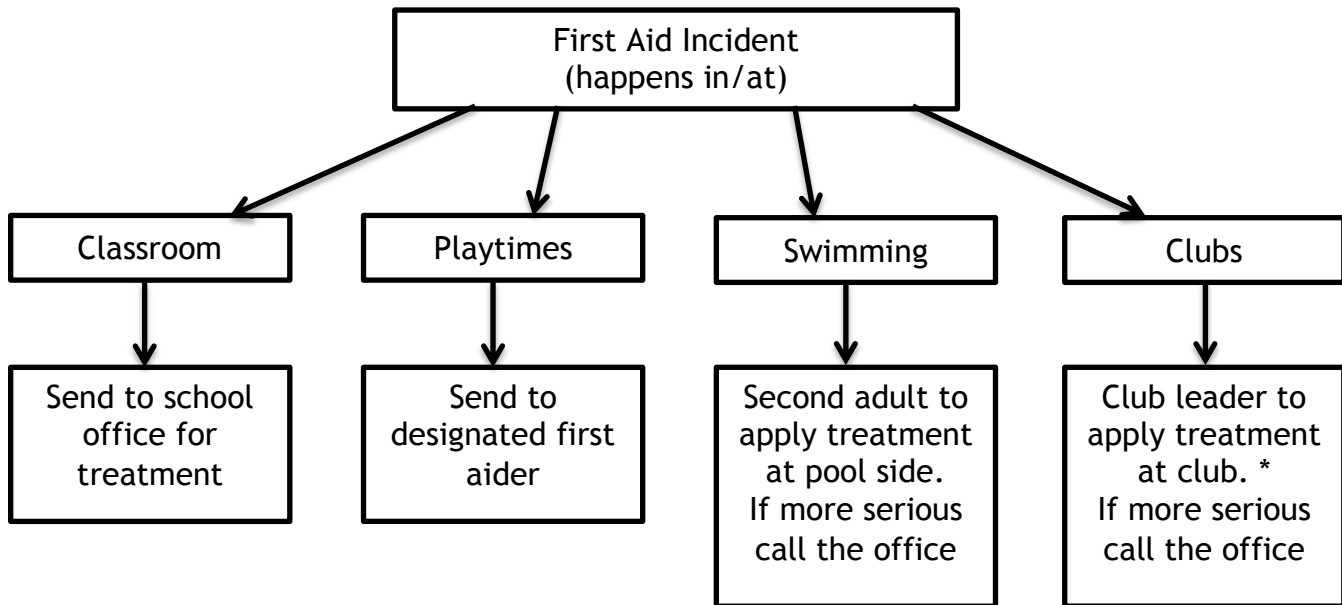 First Aid Incident
(happens in/at)
Classroom
Playtimes
Swimming
Clubs
Send to school
office for
treatment
Send to
designated first
aider
Second adult to
apply treatment
at pool side.
If more serious
call the office
Club leader to
apply treatment
at club. *
If more serious
call the office